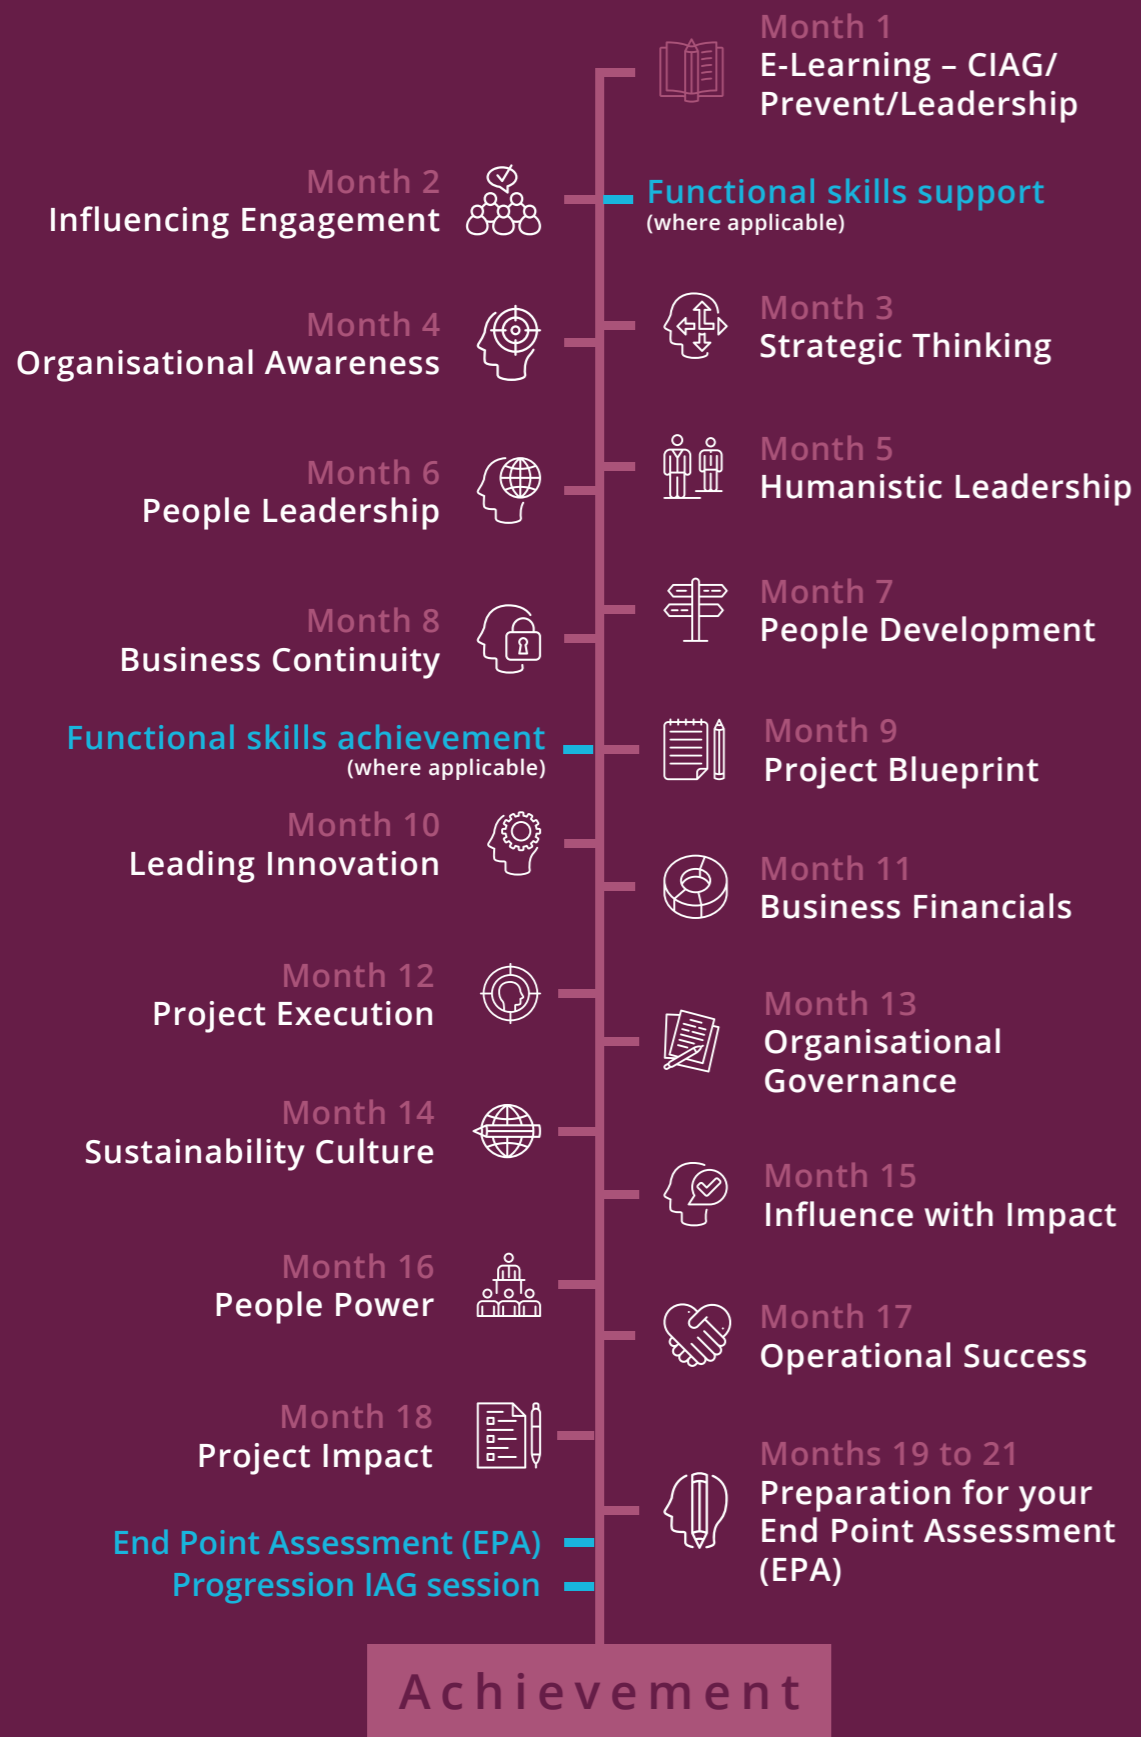 Month 1
E-Learning – CIAG/
Prevent/Leadership
Month 2
Influencing Engagement
Functional skills support
(where applicable)
Month 3
Strategic Thinking
Month 4
Organisational Awareness
Month 5
Humanistic Leadership
Month 6
People Leadership
Month 7
People Development
Month 8
Business Continuity
Functional skills achievement
(where applicable)
Month 9
Project Blueprint
Month 10
Leading Innovation
Month 11
Business Financials
Month 12
Project Execution
Month 13
Organisational
Governance
Month 14
Sustainability Culture
Month 15
Influence with Impact
Month 16
People Power
Month 17
Operational Success
Month 18
Project Impact
Months 19 to 21
Preparation for your
End Point Assessment
(EPA)
End Point Assessment (EPA)
Progression IAG session
Achievement